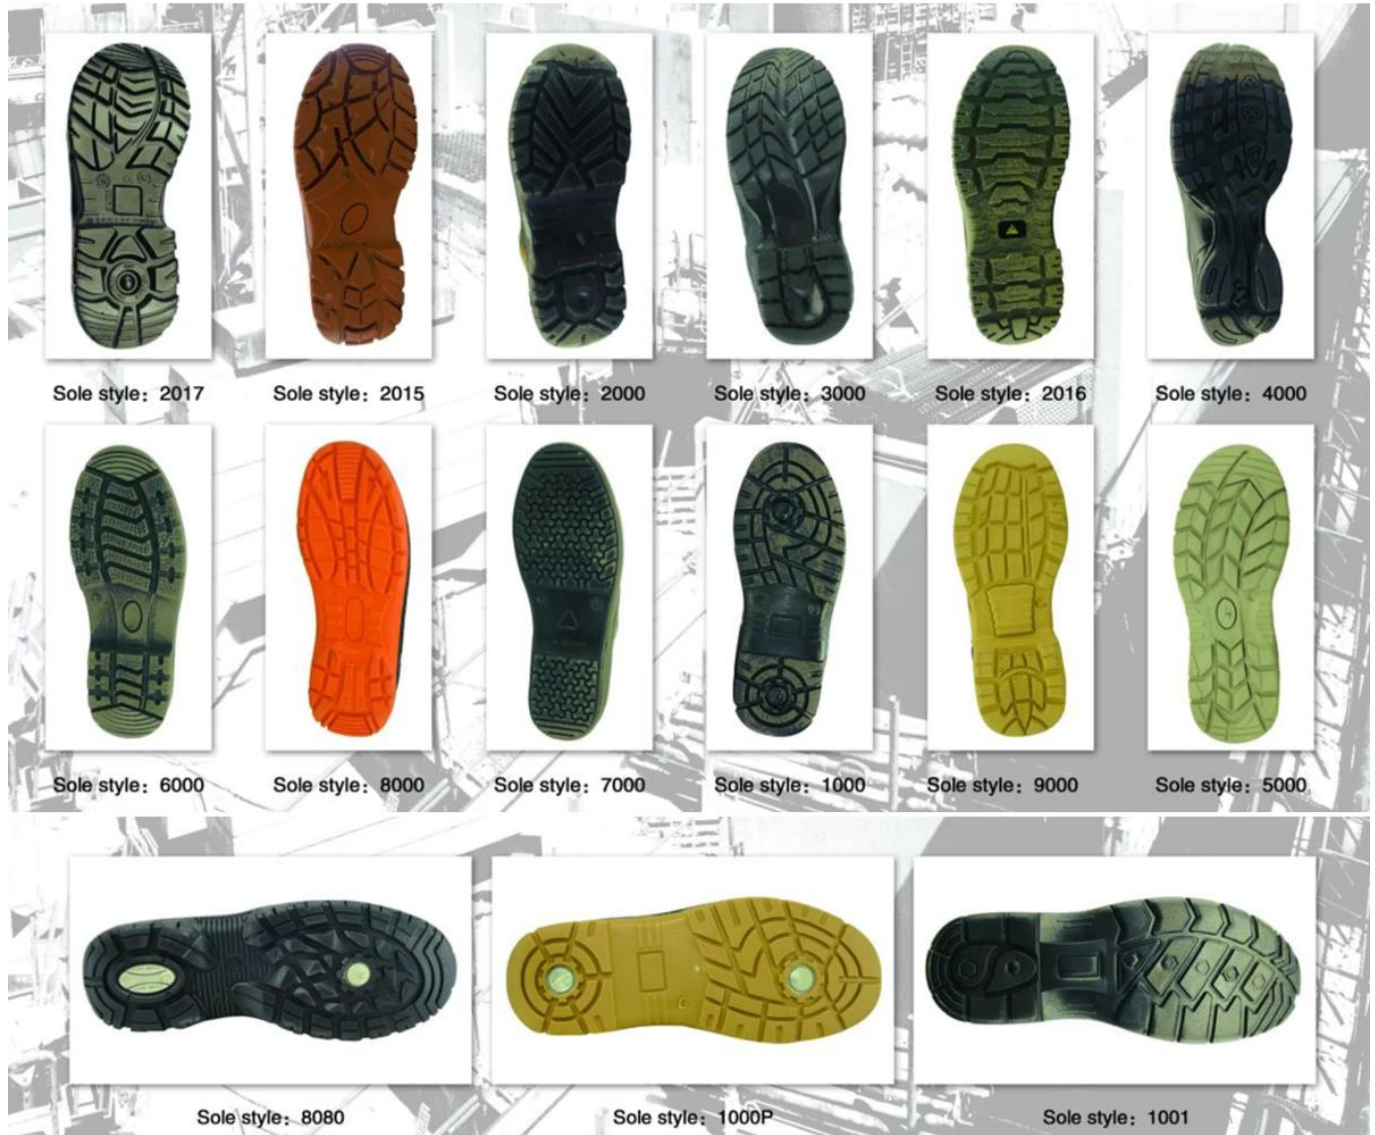 Sole style：2017
Sole style：2015
Sole style：2000
Sole style：3000
Sole style：2016
Sole style：4000
Sole style：6000
Sole style：8000
Sole style：7000
Sole style：1000
Sole style：9000
Sole style：5000
Sole style：8080
Sole style：1000P
Sole style：1001